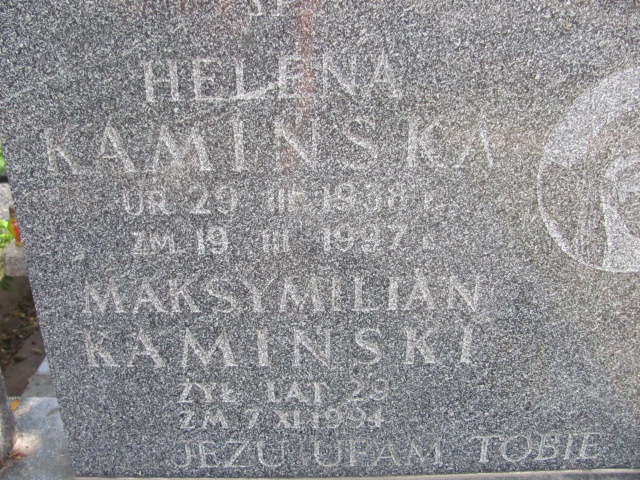 HELENA
KAMIŃSKA
UR. 29 III 1938 r.
ZM. 19 III 1997 r.
MAKSYMILIAN
KAMIŃSKI
ŻYŁ LAT 29
ZM. 7 XI 1994
JEZU UFAM TOBIE